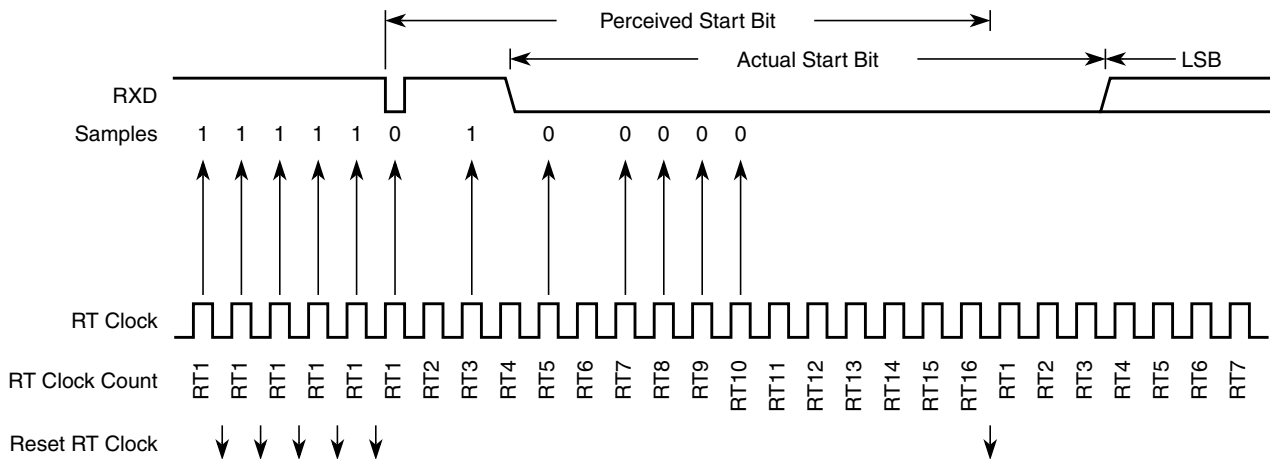 Perceived Start Bit
Actual Start Bit LSB
RXD
Samples 1 1 1 1 1 0 1 0 0 0 0 0
RT Clock
RT Clock Count RT1 RT1 RT1 RT1 RT1 RT1 RT2 RT3 RT4 RT5 RT6 RT7 RT8 RT9 RT10 RT11 RT12 RT13 RT14 RT15 RT16 RT1 RT2 RT3 RT4 RT5 RT6 RT7
Reset RT Clock